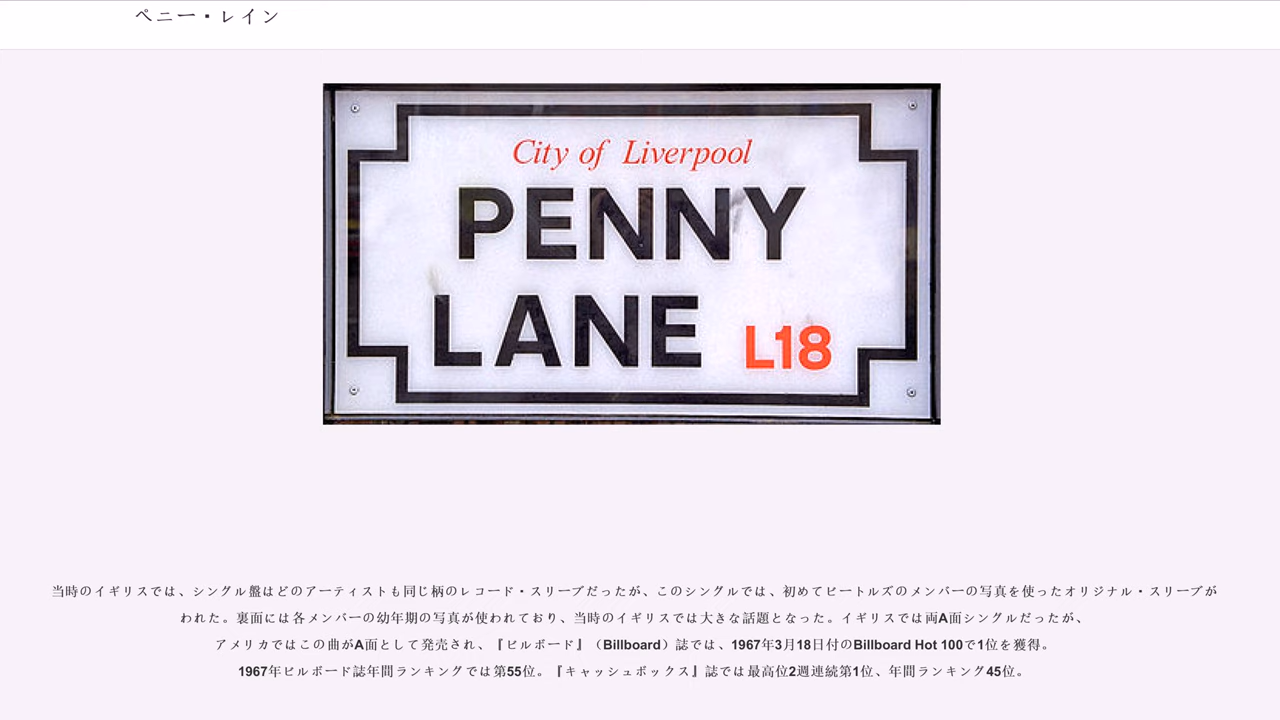 ペニー・レイン
City of Liverpool
PENNY
LANE L18
当時のイギリスでは、シングル盤はどのアーティストも同じ柄のレコード・スリーブだったが、このシングルでは、初めてビートルズのメンバーの写真を使ったオリジナル・スリーブが
われた。裏面には各メンバーの幼年期の写真が使われており、当時のイギリスでは大きな話題となった。イギリスでは両A面シングルだったが、
アメリカではこの曲がA面として発売され、『ビルボード』（Billboard）誌では、1967年3月18日付のBillboard Hot 100で1位を獲得。
1967年ビルボード誌年間ランキングでは第55位。『キャッシュボックス』誌では最高位2週連続第1位、年間ランキング45位。